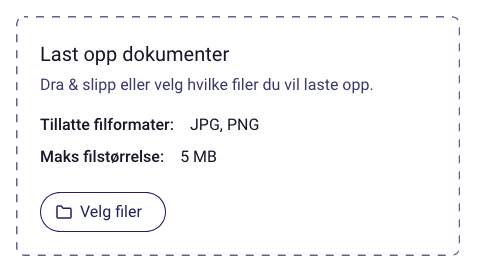 Last opp dokumenter
Dra & slipp eller velg hvilke filer du vil laste opp.
Tillatte filformater: JPG, PNG
Maks filstørrelse: 5 MB
Velg filer